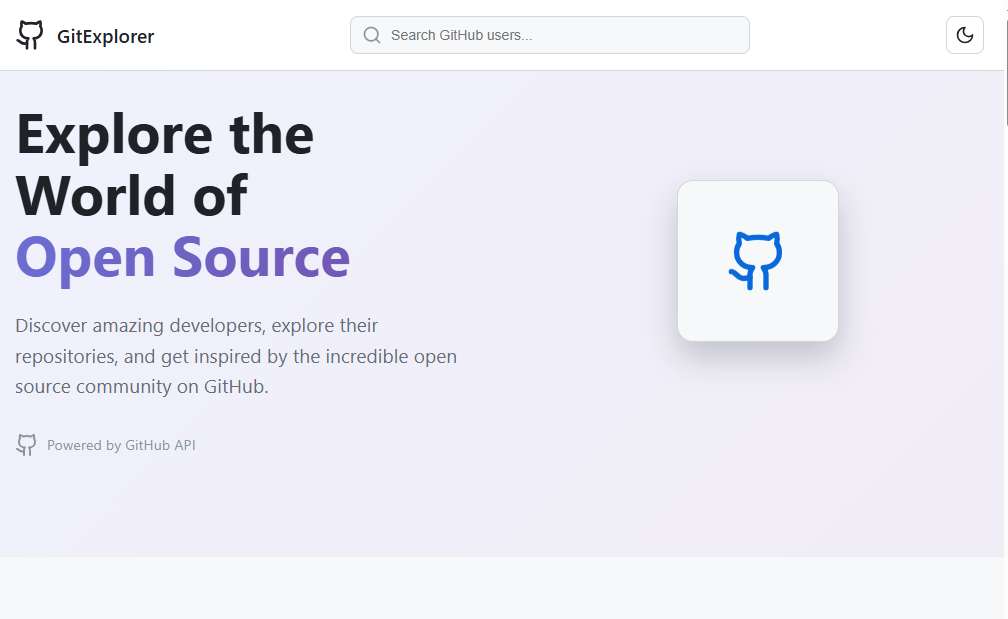 GitExplorer
Search GitHub users...
Explore the
World of
Open Source
Discover amazing developers, explore their
repositories, and get inspired by the incredible open
source community on GitHub.
Powered by GitHub API